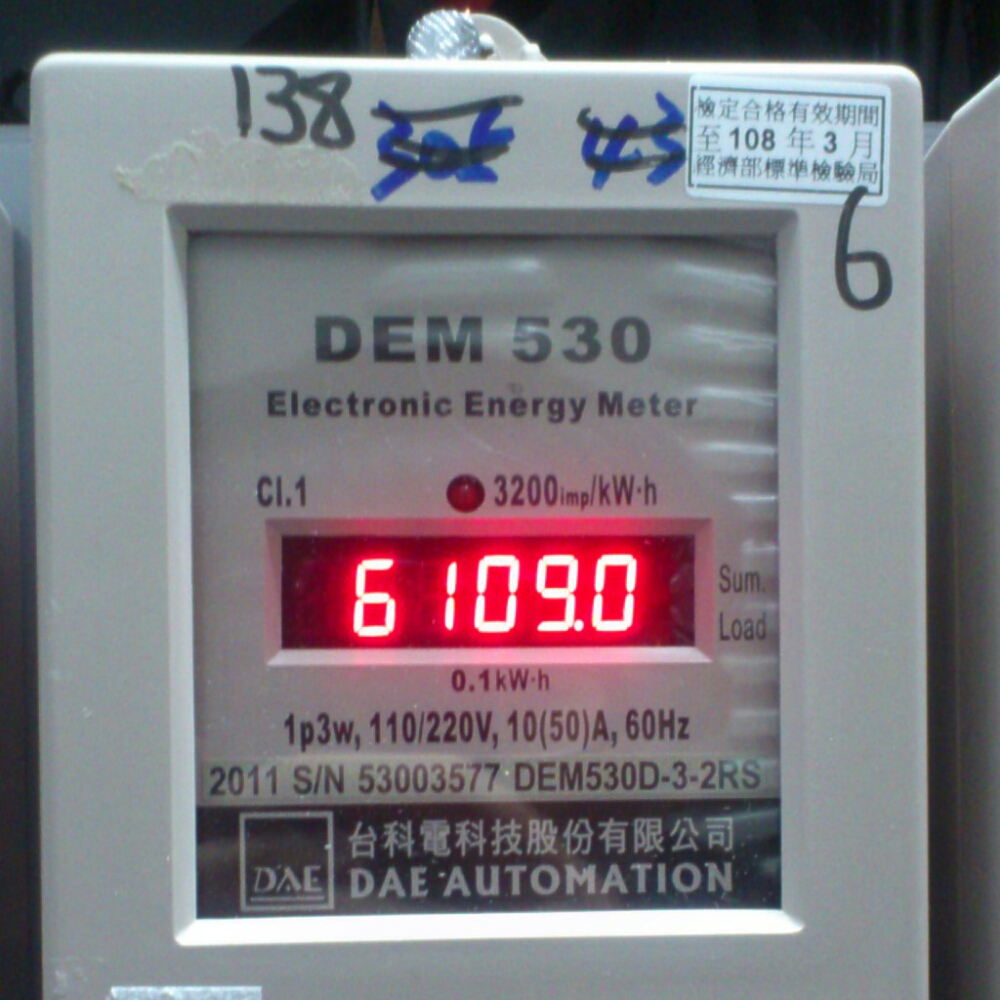 138 305 43
檢定合格有效期間
至 108 年 3 月
經濟部標準檢驗局
6
DEM 530
Electronic Energy Meter
Cl.1 3200imp/kW·h
6109.0
Sum.
Load
0.1kW·h
1p3w, 110/220V, 10(50)A, 60Hz
2011 S/N 53003577 DEM530D-3-2RS
DAE
台科電科技股份有限公司
DAE AUTOMATION